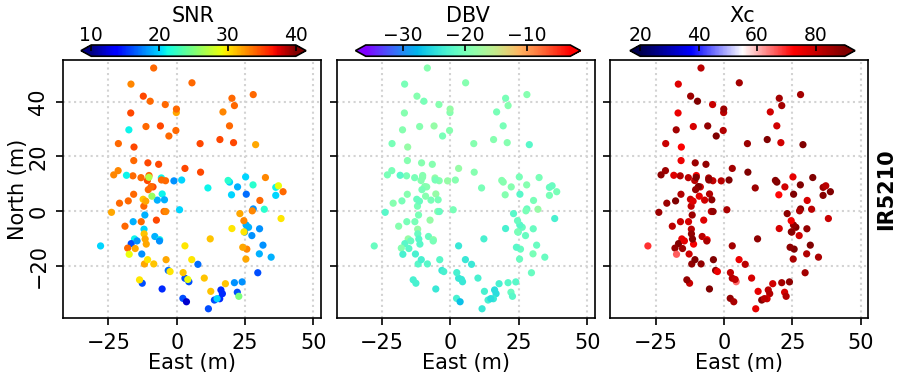 SNR DBV Xc
10 20 30 40 −30 −20 −10 20 40 60 80
40
20
0
−20
North (m)
IR5210
−25 0 25 50 −25 0 25 50 −25 0 25 50
East (m) East (m) East (m)